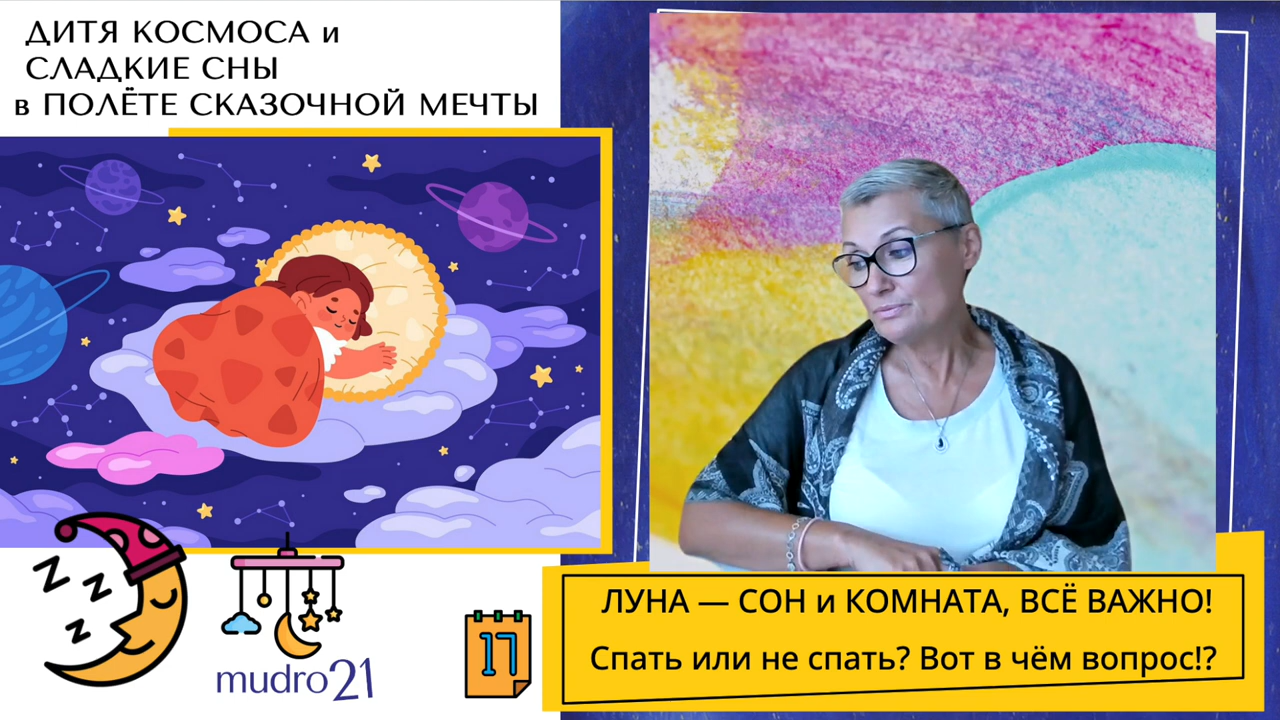 ДИТЯ КОСМОСА и
СЛАДКИЕ СНЫ
в ПОЛЁТЕ СКАЗОЧНОЙ МЕЧТЫ
z
z
z
mudro21
17
ЛУНА — СОН и КОМНАТА, ВСЁ ВАЖНО!
Спать или не спать? Вот в чём вопрос!?